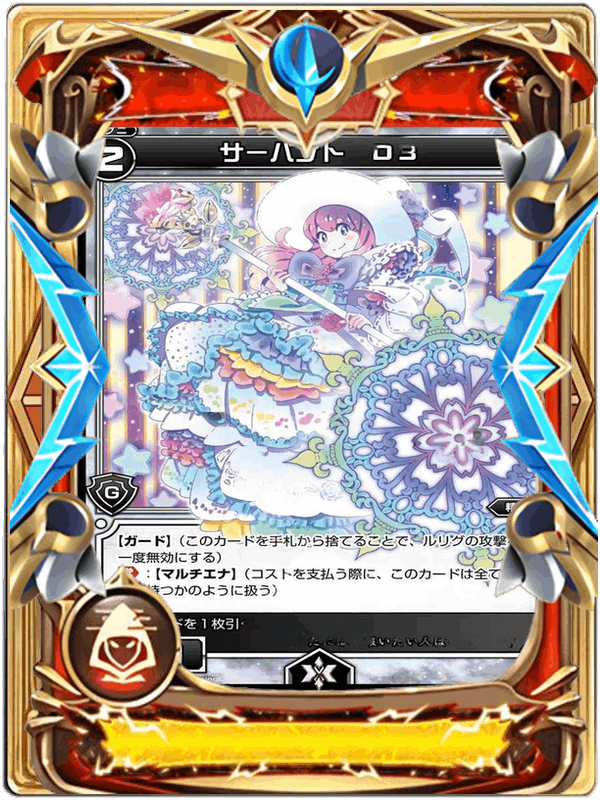 2
サーバント O3
G
【ガード】(このカードを手札から捨てることで、ルリグの攻撃
一度無効にする)
:【マルチエナ】(コストを支払う際に、このカードは全て
持つかのように扱う)
ドを1枚引